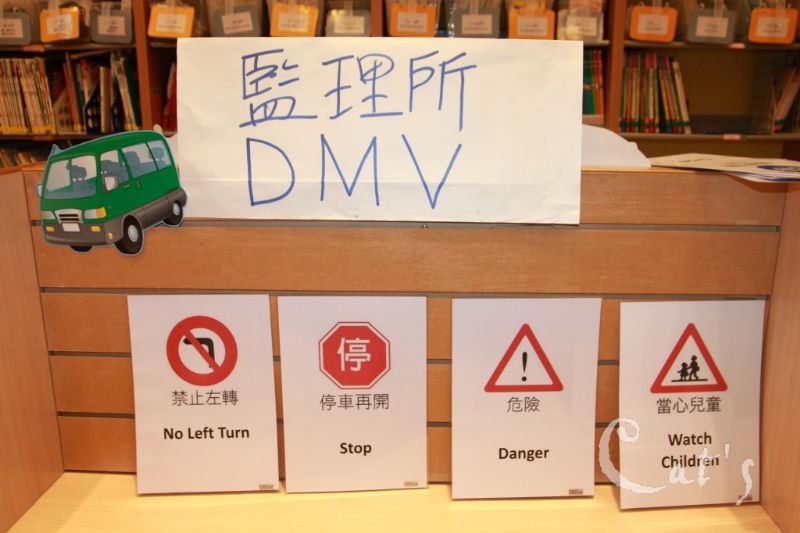 監理所
DMV
禁止左轉
No Left Turn
停
停車再開
Stop
危險
Danger
當心兒童
Watch
Children
Cat's